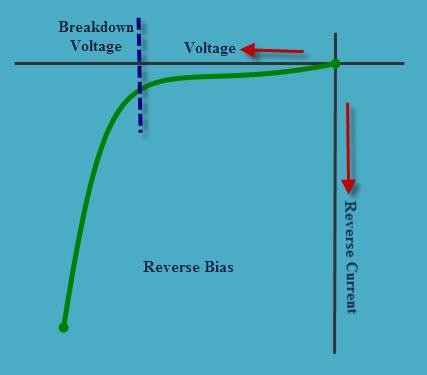 Breakdown
Voltage
Voltage
Reverse Current
Reverse Bias